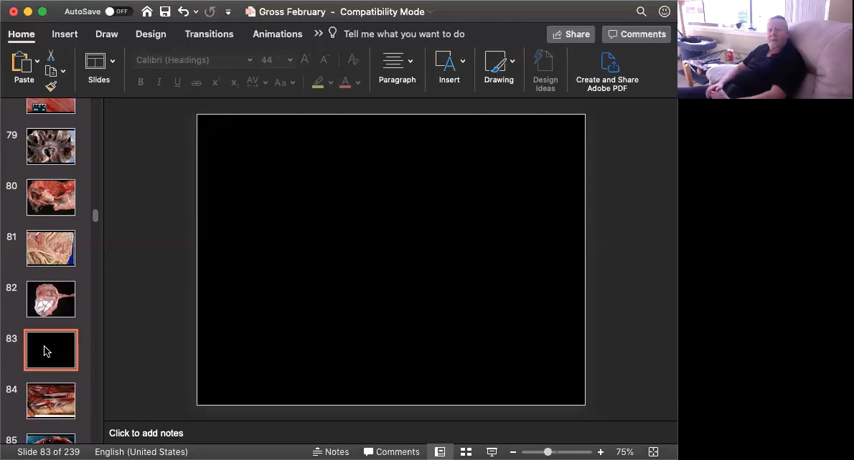 AutoSave OFF
Gross February - Compatibility Mode
Home Insert Draw Design Transitions Animations Tell me what you want to do Share Comments
Paste Slides Calibri (Headings) 44 Paragraph Insert Drawing Design Ideas Create and Share Adobe PDF
79
80
81
82
83
84
85
Click to add notes
Slide 83 of 239 English (United States) Notes Comments 75%